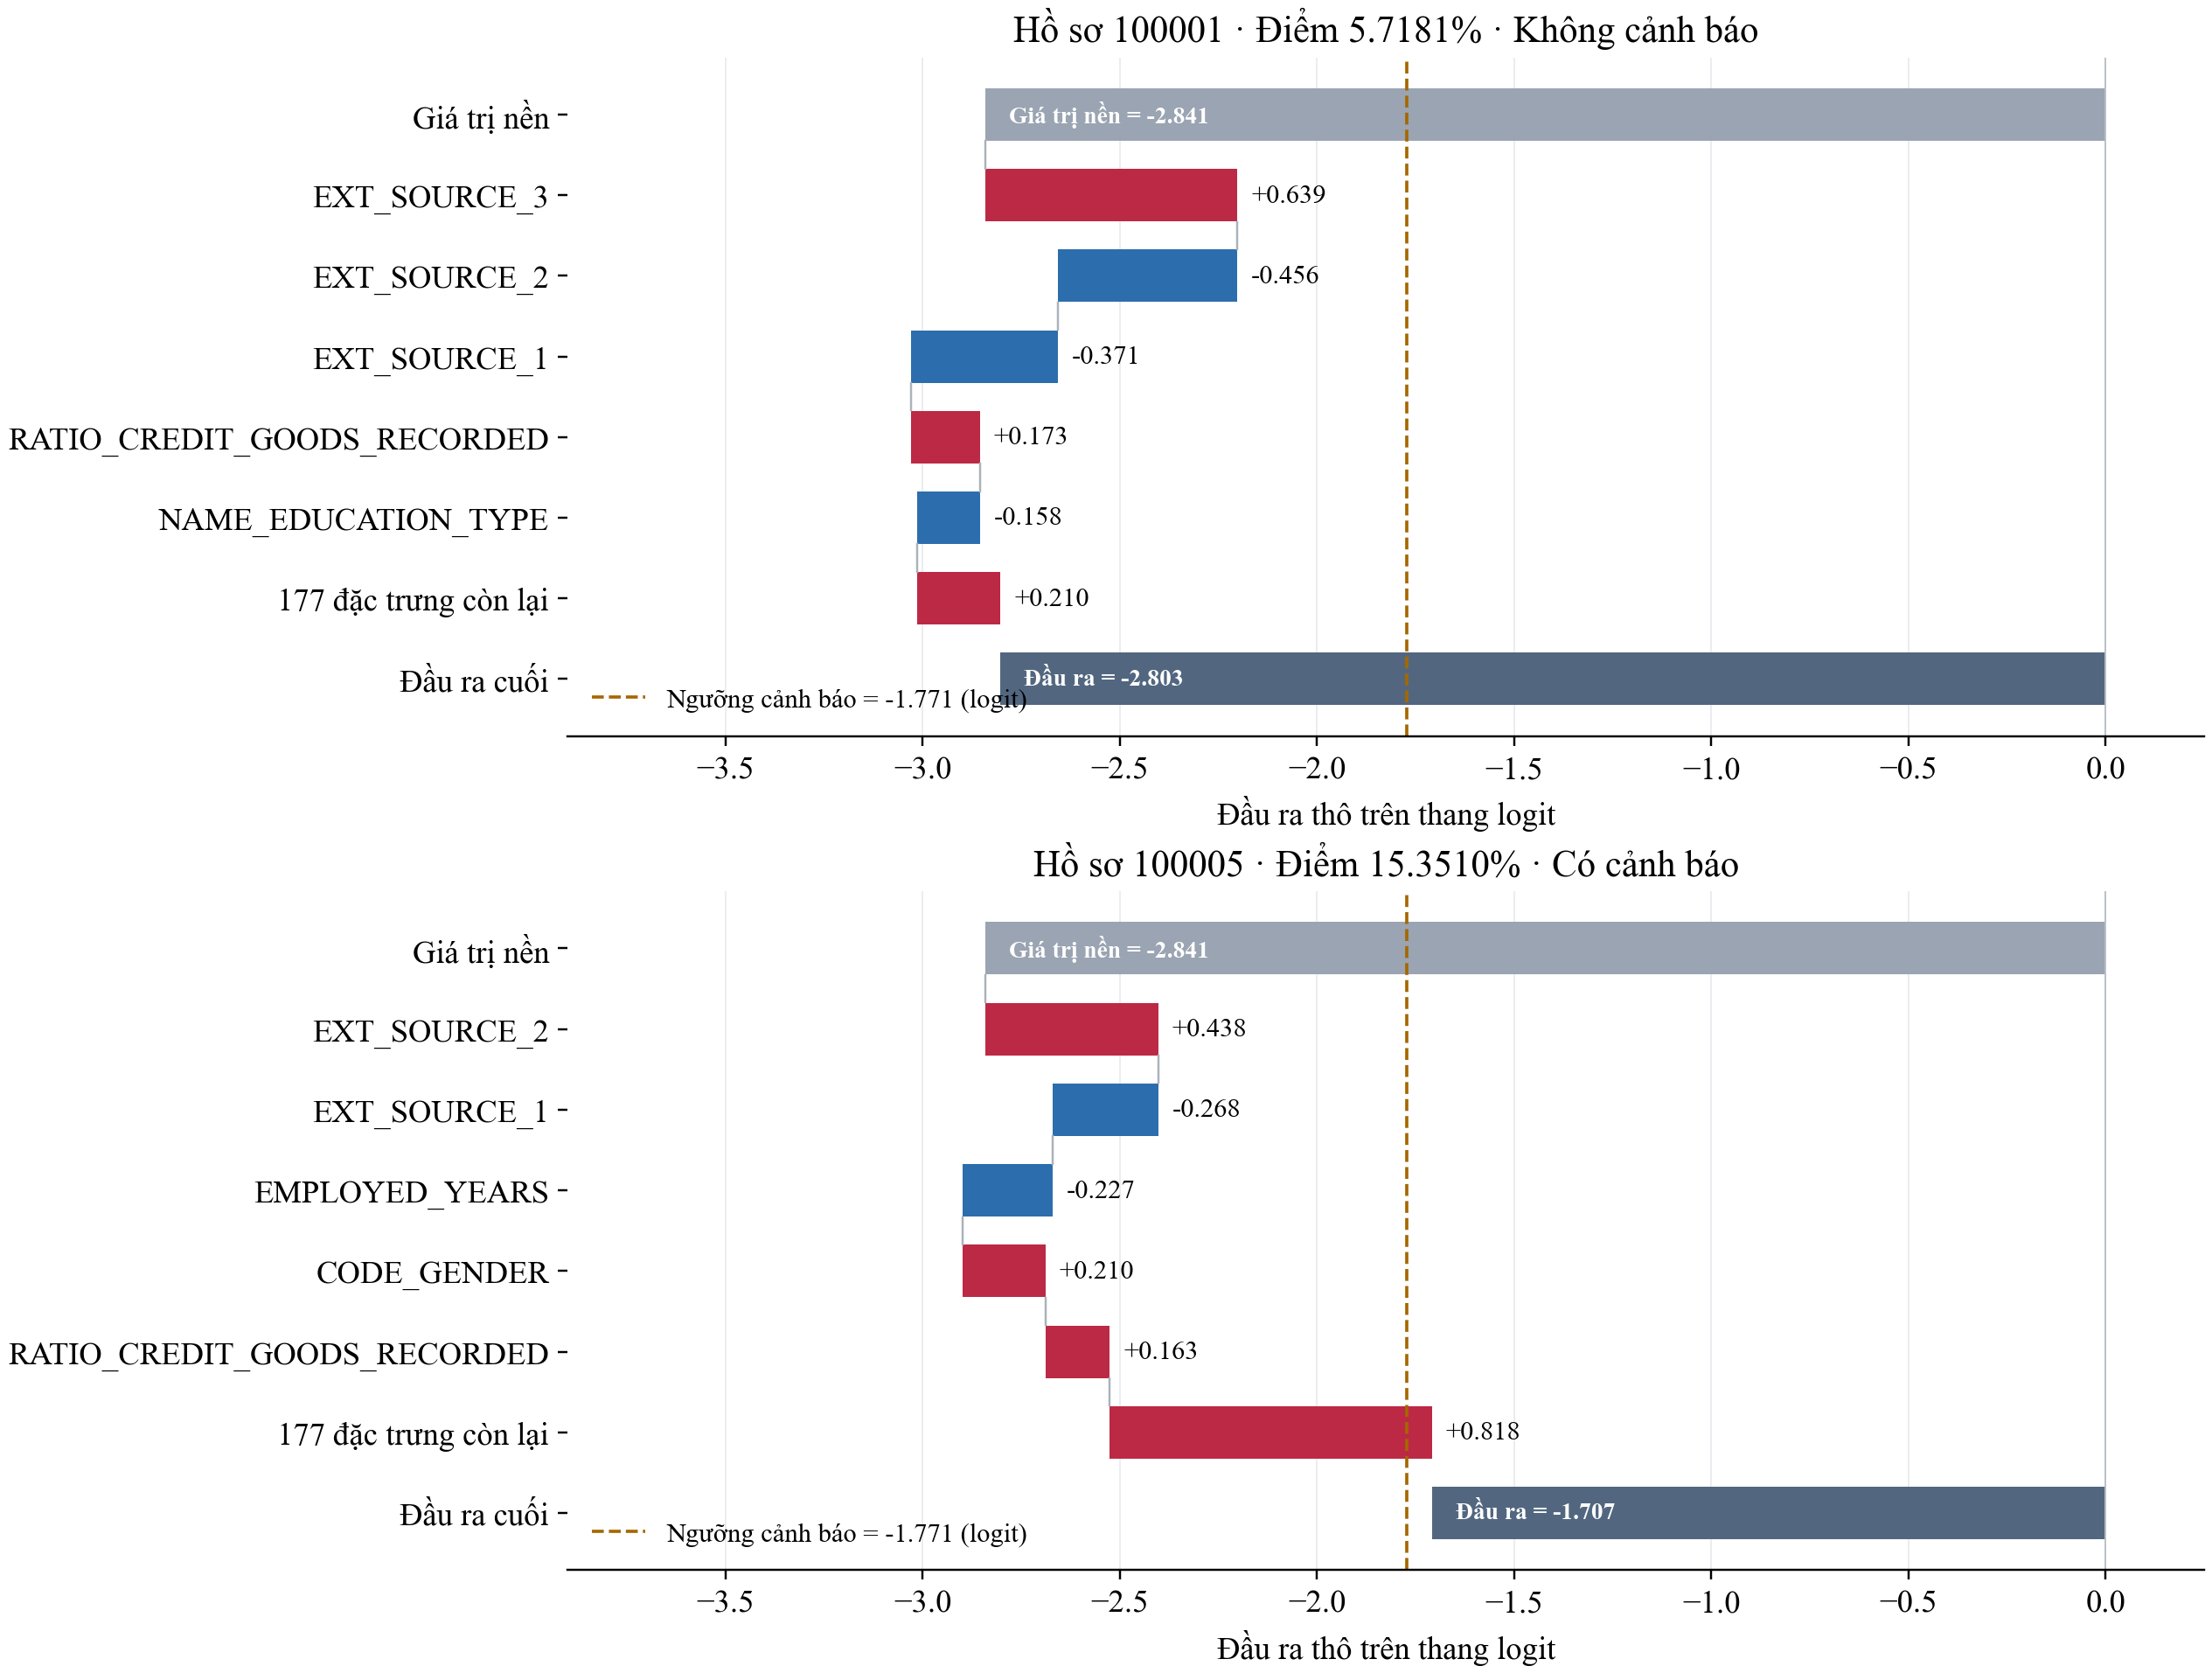 Hồ sơ 100001 · Điểm 5.7181% · Không cảnh báo
Giá trị nền
Giá trị nền = -2.841
EXT_SOURCE_3
+0.639
EXT_SOURCE_2
-0.456
EXT_SOURCE_1
-0.371
RATIO_CREDIT_GOODS_RECORDED
+0.173
NAME_EDUCATION_TYPE
-0.158
177 đặc trưng còn lại
+0.210
Đầu ra cuối
Đầu ra = -2.803
Ngưỡng cảnh báo = -1.771 (logit)
−3.5 −3.0 −2.5 −2.0 −1.5 −1.0 −0.5 0.0
Đầu ra thô trên thang logit
Hồ sơ 100005 · Điểm 15.3510% · Có cảnh báo
Giá trị nền
Giá trị nền = -2.841
EXT_SOURCE_2
+0.438
EXT_SOURCE_1
-0.268
EMPLOYED_YEARS
-0.227
CODE_GENDER
+0.210
RATIO_CREDIT_GOODS_RECORDED
+0.163
177 đặc trưng còn lại
+0.818
Đầu ra cuối
Đầu ra = -1.707
Ngưỡng cảnh báo = -1.771 (logit)
−3.5 −3.0 −2.5 −2.0 −1.5 −1.0 −0.5 0.0
Đầu ra thô trên thang logit